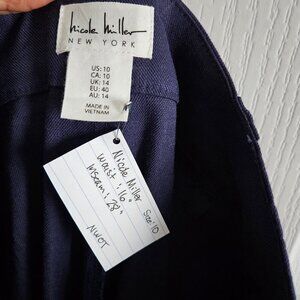 nicole miller
NEW YORK
US: 10
CA: 10
UK: 14
EU: 40
AU: 14
MADE IN
VIETNAM
Nicole Miller Size: 10
waist: 16"
Inseam: 28"
NWOT